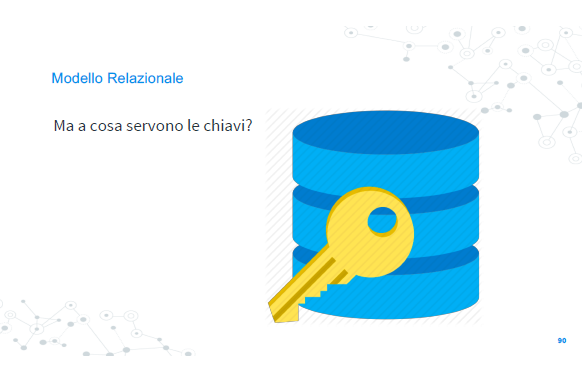 Modello Relazionale
Ma a cosa servono le chiavi?
90